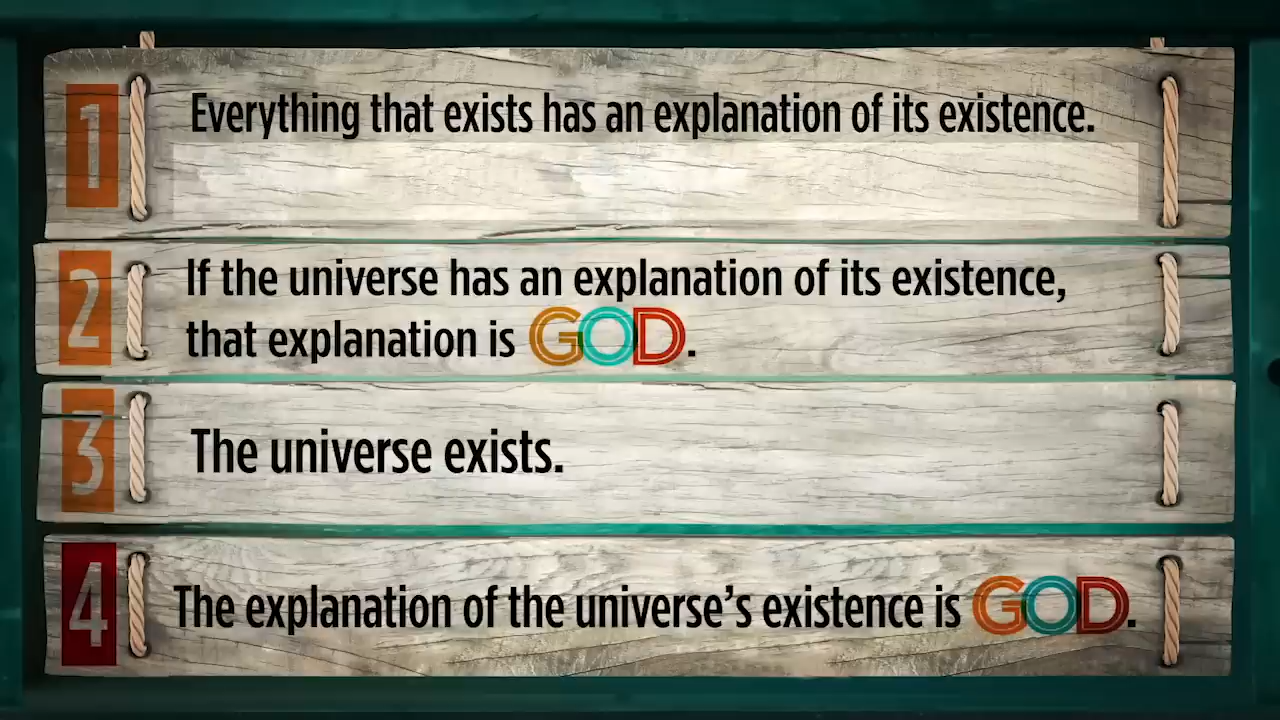 1
Everything that exists has an explanation of its existence.
2
If the universe has an explanation of its existence,
that explanation is GOD.
3
The universe exists.
4
The explanation of the universe’s existence is GOD.